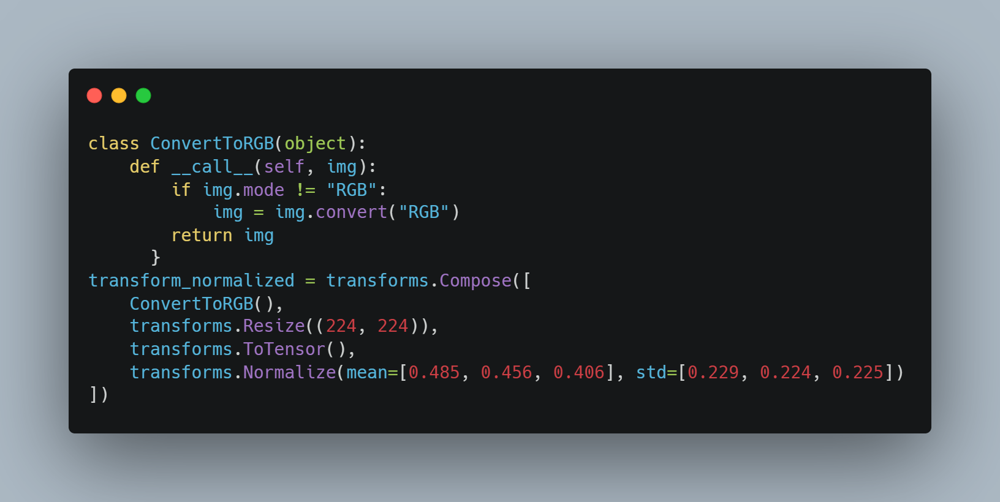 class ConvertToRGB(object):
    def __call__(self, img):
        if img.mode != "RGB":
            img = img.convert("RGB")
        return img
      }
transform_normalized = transforms.Compose([
    ConvertToRGB(),
    transforms.Resize((224, 224)),
    transforms.ToTensor(),
    transforms.Normalize(mean=[0.485, 0.456, 0.406], std=[0.229, 0.224, 0.225])
])